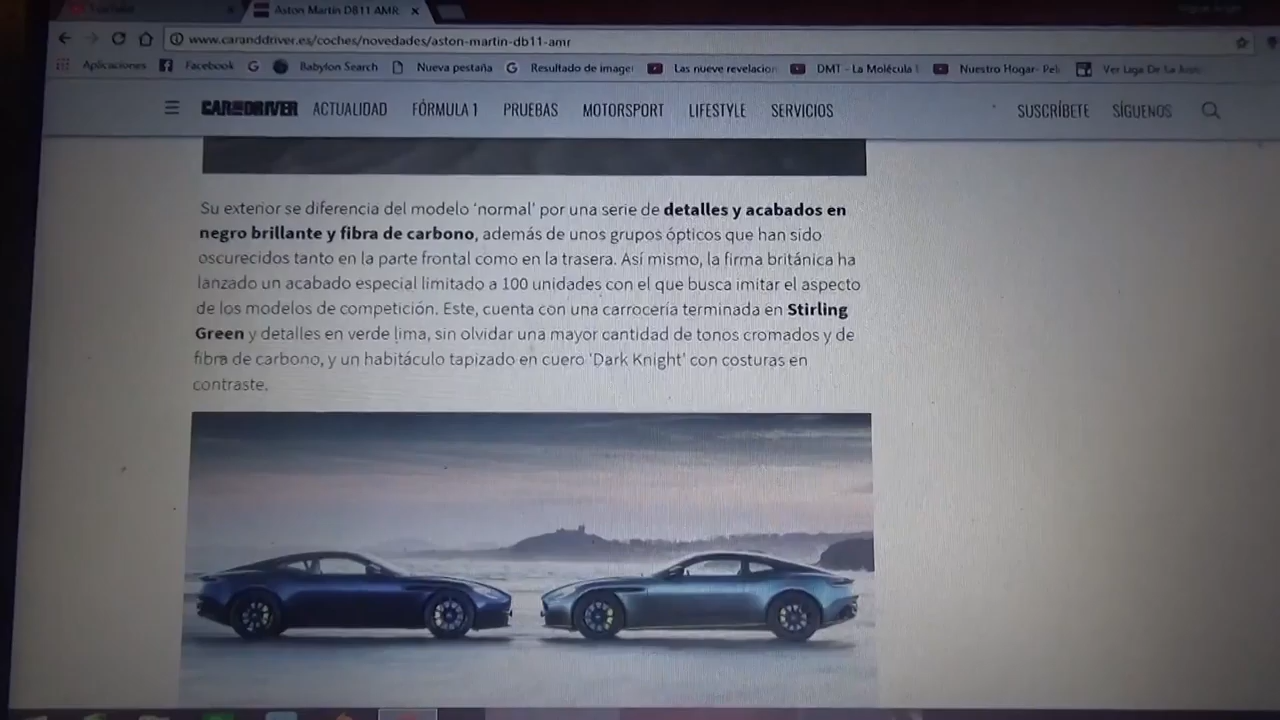 Aston Martin DB11 AMR
www.caranddriver.es/coches/novedades/aston-martin-db11-amr
Aplicaciones Facebook Babylon Search Nueva pestaña Resultado de image Las nueve revelacion DMT - La Molécula Nuestro Hogar- Peli Ver Liga De La
CAR AND DRIVER ACTUALIDAD FÓRMULA 1 PRUEBAS MOTORSPORT LIFESTYLE SERVICIOS SUSCRÍBETE SÍGUENOS
Su exterior se diferencia del modelo 'normal' por una serie de detalles y acabados en
negro brillante y fibra de carbono, además de unos grupos ópticos que han sido
oscurecidos tanto en la parte frontal como en la trasera. Así mismo, la firma británica ha
lanzado un acabado especial limitado a 100 unidades con el que busca imitar el aspecto
de los modelos de competición. Este, cuenta con una carrocería terminada en Stirling
Green y detalles en verde lima, sin olvidar una mayor cantidad de tonos cromados y de
fibra de carbono, y un habitáculo tapizado en cuero 'Dark Knight' con costuras en
contraste.